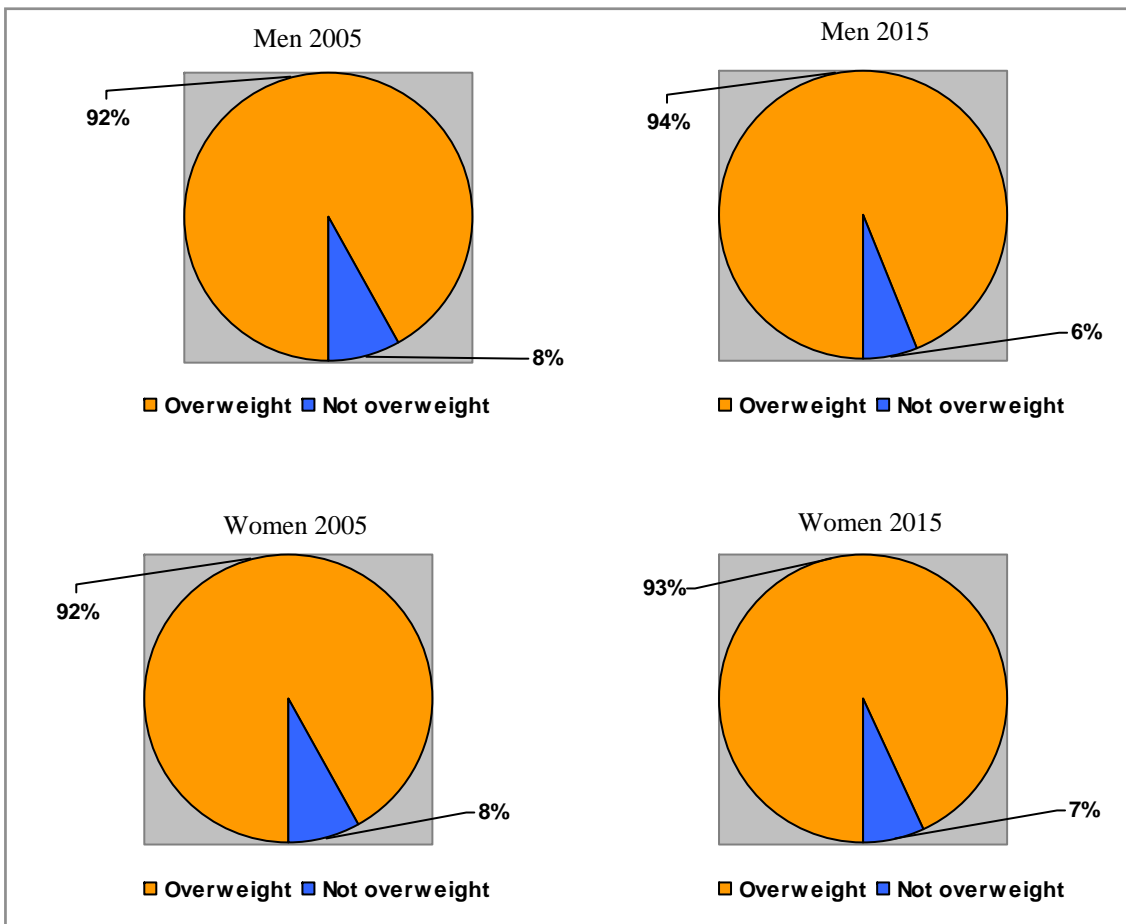 Men 2005
Men 2015
92%
8%
94%
6%
Overweight Not overweight
Overweight Not overweight
Women 2005
Women 2015
92%
8%
93%
7%
Overweight Not overweight
Overweight Not overweight